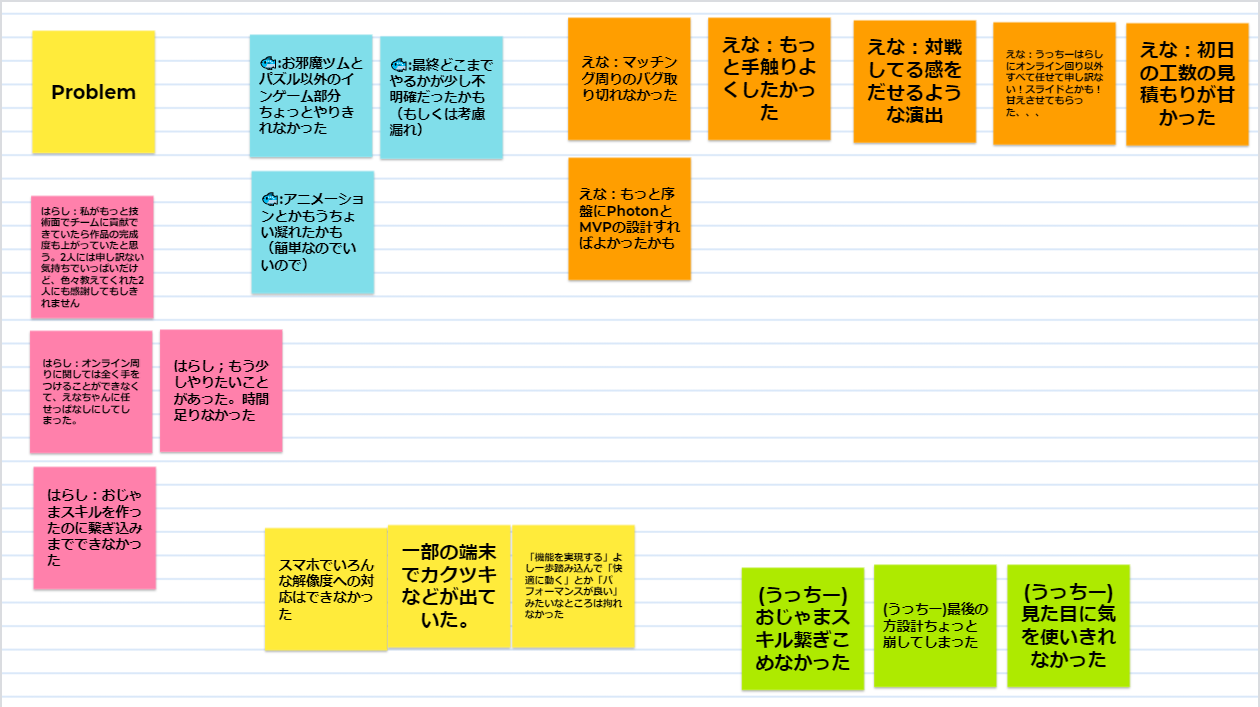 Problem
🐟:お邪魔ツムと
パズル以外のイ
ンゲーム部分
ちょっとやりき
れなかった
🐟:最終どこまで
やるかが少し不
明確だったかも
（もしくは考慮
漏れ）
えな：マッチン
グ周りのバグ取
り切れなかった
えな：もっ
と手触りよ
くしたかっ
た
えな：対戦
してる感を
だせるよう
な演出
えな：うっちーはらし
にオンライン回り以外
すべて任せて申し訳な
い！スライドとかも！
甘えさせてもらっ
た、、、
えな：初日
の工数の見
積もりが甘
かった
はらし：私がもっと技
術面でチームに貢献で
きていたら作品の完成
度も上がっていたと思
う。2人には申し訳ない
気持ちでいっぱいだけ
ど、色々教えてくれた2
人にも感謝してもしき
れません
🐟:アニメーショ
ンとかもうちょ
い凝れたかも
（簡単なのでい
いので）
えな：もっと序
盤にPhotonと
MVPの設計すれ
ばよかったかも
はらし：オンライン周
りに関しては全く手を
つけることができなく
て、えなちゃんに任
せっぱなしにしてし
まった。
はらし；もう少
しやりたいこと
があった。時間
足りなかった
はらし：おじゃ
まスキルを作っ
たのに繋ぎ込み
までできなかっ
た
スマホでいろん
な解像度への対
応はできなかっ
た
一部の端末
でカクツキ
などが出て
いた。
「機能を実現する」よ
り一歩踏み込んで「快
適に動く」とか「パ
フォーマンスが良い」
みたいなところは拘れ
なかった
(うっちー)
おじゃまス
キル繋ぎこ
めなかった
(うっちー)最後の
方設計ちょっと
崩してしまった
(うっちー)
見た目に気
を使いきれ
なかった